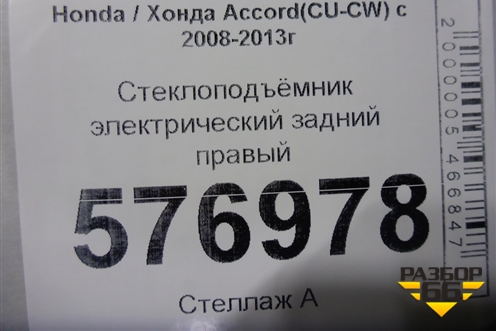 Honda / Хонда Accord(CU-CW) с
2008-2013г
Стеклоподъёмник
электрический задний
правый
576978
Стеллаж А
2000005466847
РАЗБОР
66